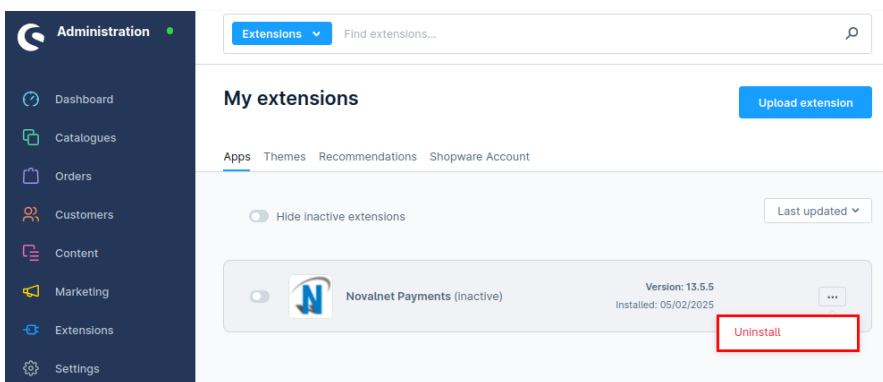 Administration
Extensions
Find extensions...
Dashboard
Catalogues
Orders
Customers
Content
Marketing
Extensions
Settings
My extensions
Upload extension
Apps Themes Recommendations Shopware Account
Hide inactive extensions
Last updated
N
Novalnet Payments (inactive)
Version: 13.5.5
Installed: 05/02/2025
...
Uninstall